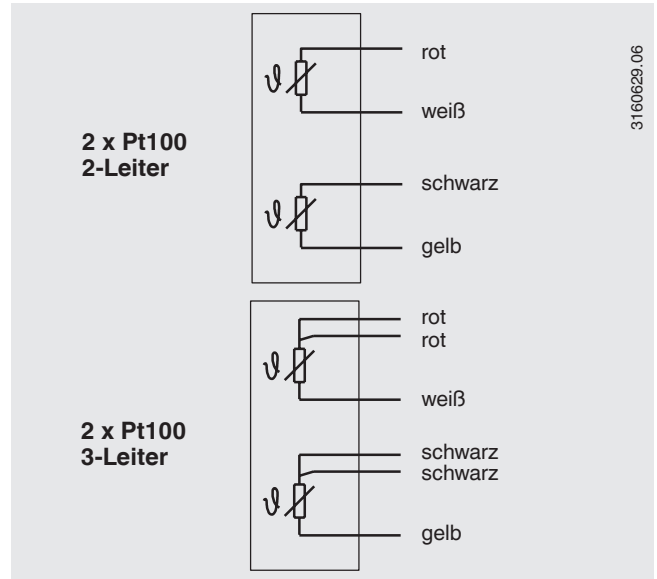 2 x Pt100
2-Leiter
ϑ
rot
weiß
ϑ
schwarz
gelb
2 x Pt100
3-Leiter
ϑ
rot
rot
weiß
ϑ
schwarz
schwarz
gelb
3160629.06